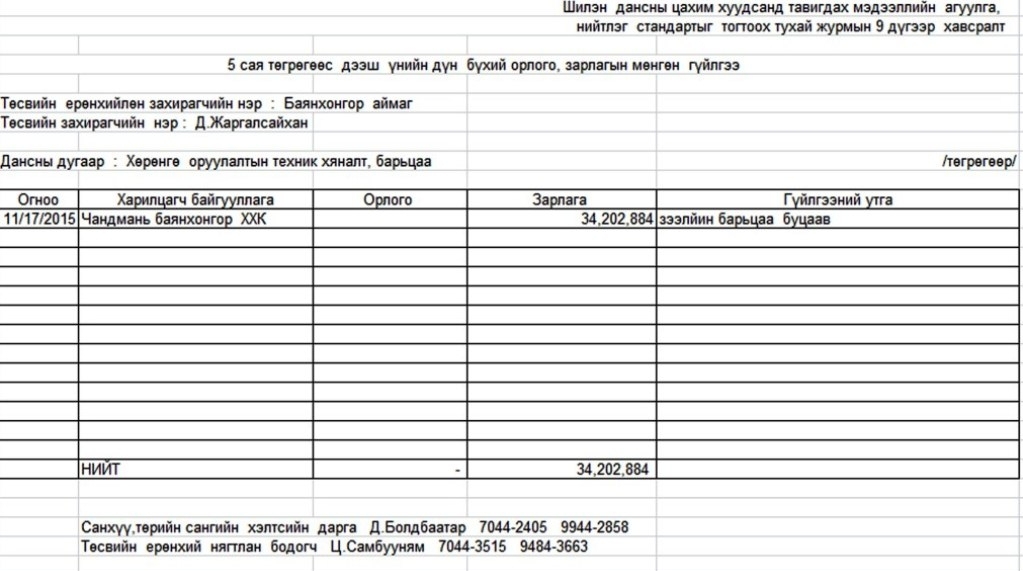 Шилэн дансны цахим хуудсанд тавигдах мэдээллийн агуулга,
нийтлэг стандартыг тогтоох тухай журмын 9 дүгээр хавсралт
5 сая төгрөгөөс дээш үнийн дүн бүхий орлого, зарлагын мөнгөн гүйлгээ
Төсвийн ерөнхийлөн захирагчийн нэр : Баянхонгор аймаг
Төсвийн захирагчийн нэр : Д.Жаргалсайхан
Дансны дугаар : Хөрөнгө оруулалтын техник хяналт, барьцаа /төгрөгөөр/
Огноо Харилцагч байгууллага Орлого Зарлага Гүйлгээний утга
11/17/2015 Чандмань баянхонгор ХХК 34,202,884 зээлийн барьцаа буцаав
НИЙТ - 34,202,884
Санхүү,төрийн сангийн хэлтсийн дарга Д.Болдбаатар 7044-2405 9944-2858
Төсвийн ерөнхий нягтлан бодогч Ц.Самбууням 7044-3515 9484-3663